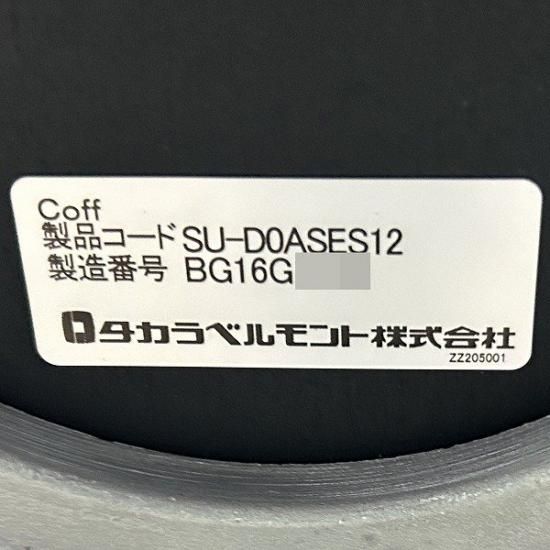 Coff
製品コード SU-D0ASES12
製造番号 BG16G
タカラベルモント株式会社
ZZ205001